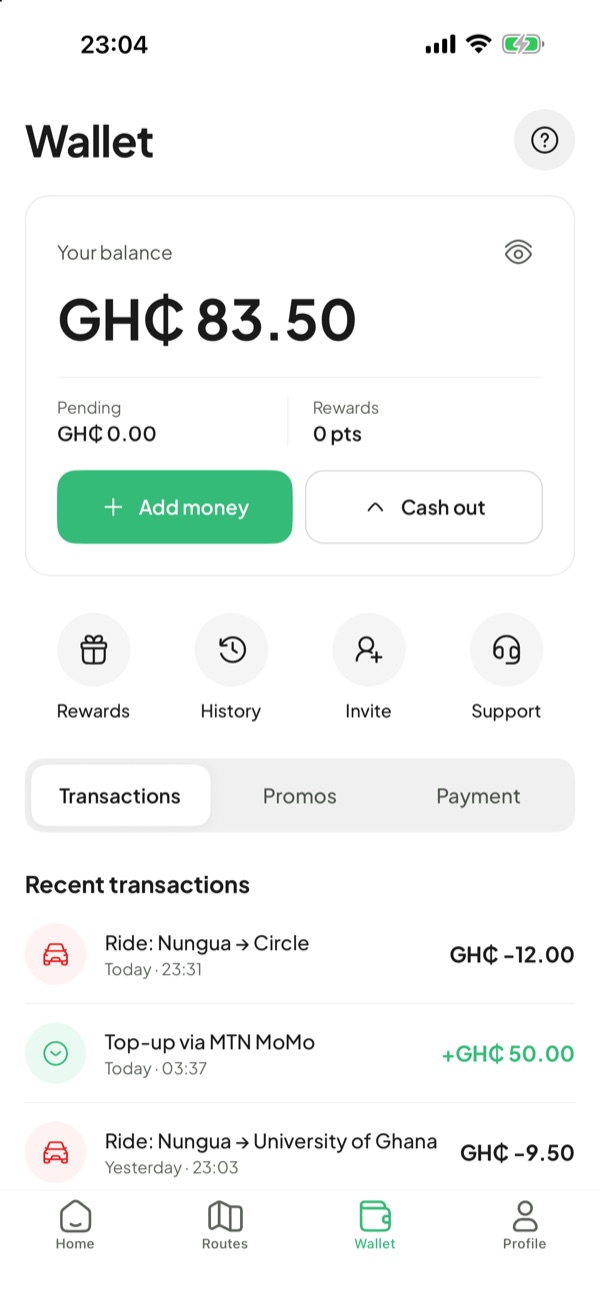 23:04
Wallet
Your balance
GH₵ 83.50
Pending
GH₵ 0.00
Rewards
0 pts
Add money
Cash out
Rewards
History
Invite
Support
Transactions
Promos
Payment
Recent transactions
Ride: Nungua → Circle
GH₵ -12.00
Today · 23:31
Top-up via MTN MoMo
+GH₵ 50.00
Today · 03:37
Ride: Nungua → University of Ghana
GH₵ -9.50
Yesterday · 23:03
Home
Routes
Wallet
Profile